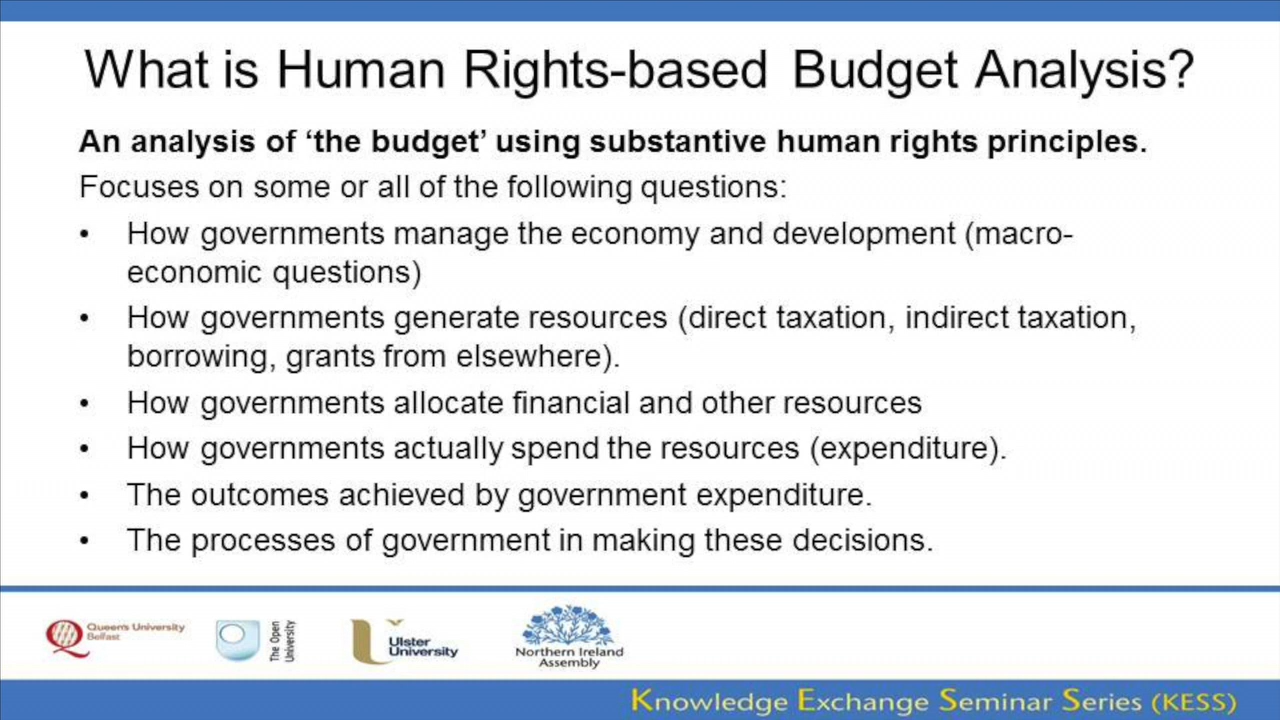 What is Human Rights-based Budget Analysis?
An analysis of ‘the budget’ using substantive human rights principles.
Focuses on some or all of the following questions:
• How governments manage the economy and development (macro-
economic questions)
• How governments generate resources (direct taxation, indirect taxation,
borrowing, grants from elsewhere).
• How governments allocate financial and other resources
• How governments actually spend the resources (expenditure).
• The outcomes achieved by government expenditure.
• The processes of government in making these decisions.
Queen's University
Belfast
The Open
University
Ulster
University
Northern Ireland
Assembly
Knowledge Exchange Seminar Series (KESS)